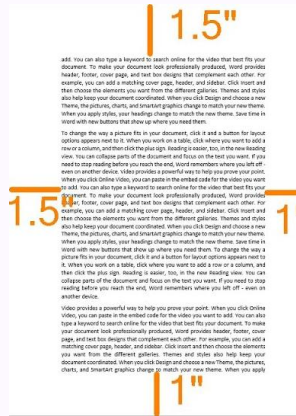 1.5"
add. You can also type a keyword to search online for the video that best fits your
document. To make your document look professionally produced, Word provides
header, footer, cover page, and text box designs that complement each other. For
example, you can add a matching cover page, header, and sidebar. Click Insert and
then choose the elements you want from the different galleries. Themes and styles
also help keep your document coordinated. When you click Design and choose a new
Theme, the pictures, charts, and SmartArt graphics change to match your new theme.
When you apply styles, your headings change to match the new theme. Save time in
Word with new buttons that show up where you need them.
To change the way a picture fits in your document, click it and a button for layout
options appears next to it. When you work on a table, click where you want to add a
row or a column, and then click the plus sign. Reading is easier, too, in the new Reading
view. You can collapse parts of the document and focus on the text you want. If you
need to stop reading before you reach the end, Word remembers where you left off -
even on another device. Video provides a powerful way to help you prove your point.
When you click Online Video, you can paste in the embed code for the video you want
to add. You can also type a keyword to search online for the video that best fits your
document. To make your document look professionally produced, Word provides
1.5"
1
header, footer, cover page, and text box designs that complement each other. For
example, you can add a matching cover page, header, and sidebar. Click Insert and
then choose the elements you want from the different galleries. Themes and styles
also help keep your document coordinated. When you click Design and choose a new
Theme, the pictures, charts, and SmartArt graphics change to match your new theme.
When you apply styles, your headings change to match the new theme. Save time in
Word with new buttons that show up where you need them. To change the way a
picture fits in your document, click it and a button for layout options appears next to
it. When you work on a table, click where you want to add a row or a column, and
then click the plus sign. Reading is easier, too, in the new Reading view. You can
collapse parts of the document and focus on the text you want. If you need to stop
reading before you reach the end, Word remembers where you left off - even on
another device.
Video provides a powerful way to help you prove your point. When you click Online
Video, you can paste in the embed code for the video you want to add. You can also
type a keyword to search online for the video that best fits your document. To make
your document look professionally produced, Word provides header, footer, cover
page, and text box designs that complement each other. For example, you can add a
matching cover page, header, and sidebar. Click Insert and then choose the elements
you want from the different galleries. Themes and styles also help keep your
document coordinated. When you click Design and choose a new Theme, the pictures,
charts, and SmartArt graphics change to match your new theme. When you apply
1"